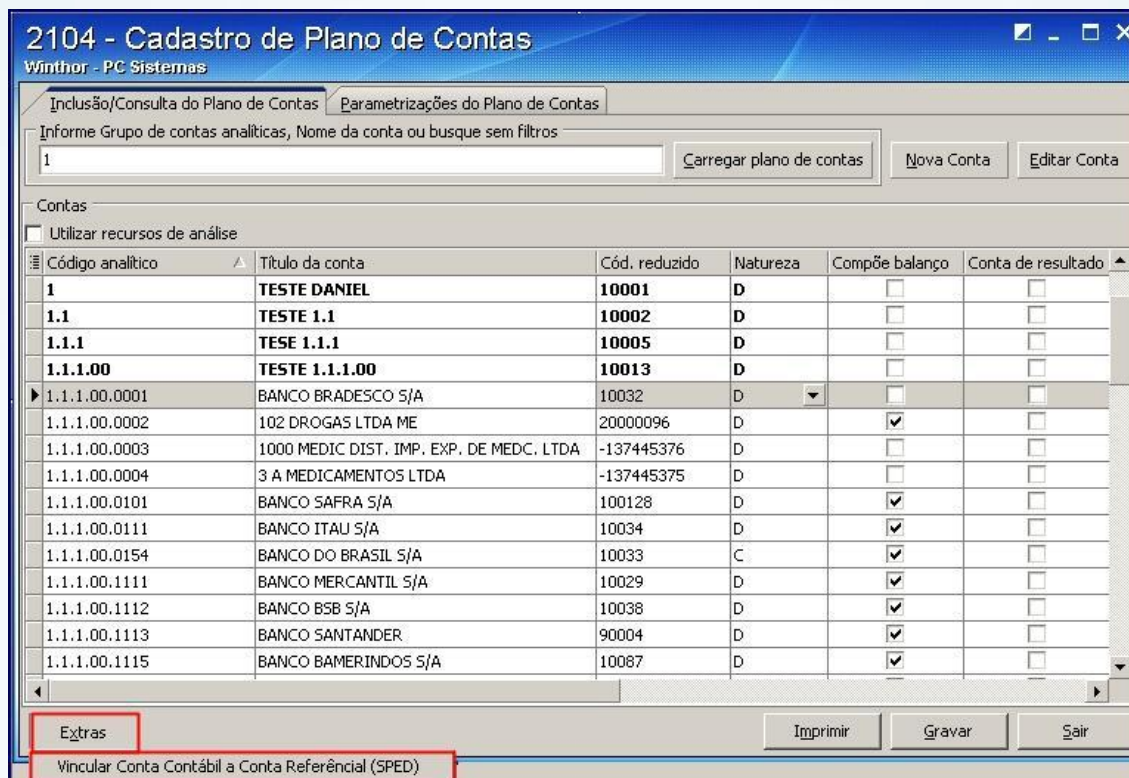 2104 - Cadastro de Plano de Contas
Winthor - PC Sistemas
Inclusão/Consulta do Plano de Contas Parametrizações do Plano de Contas
Informe Grupo de contas analíticas, Nome da conta ou busque sem filtros
1 Carregar plano de contas Nova Conta Editar Conta
Contas
Utilizar recursos de análise
Código analítico Título da conta Cód. reduzido Natureza Compõe balanço Conta de resultado
1 TESTE DANIEL 10001 D
1.1 TESTE 1.1 10002 D
1.1.1 TESE 1.1.1 10005 D
1.1.1.00 TESTE 1.1.1.00 10013 D
1.1.1.00.0001 BANCO BRADESCO S/A 10032 D
1.1.1.00.0002 102 DROGAS LTDA ME 20000096 D
1.1.1.00.0003 1000 MEDIC DIST. IMP. EXP. DE MEDC. LTDA -137445376 D
1.1.1.00.0004 3 A MEDICAMENTOS LTDA -137445375 D
1.1.1.00.0101 BANCO SAFRA S/A 100128 D
1.1.1.00.0111 BANCO ITAU S/A 10034 D
1.1.1.00.0154 BANCO DO BRASIL S/A 10033 C
1.1.1.00.1111 BANCO MERCANTIL S/A 10029 D
1.1.1.00.1112 BANCO BSB S/A 10038 D
1.1.1.00.1113 BANCO SANTANDER 90004 D
1.1.1.00.1115 BANCO BAMERINDOS S/A 10087 D
Extras Imprimir Gravar Sair
Vincular Conta Contábil a Conta Referêncial (SPED)